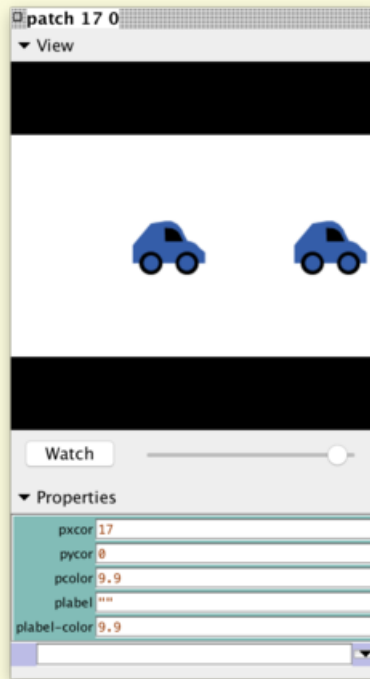 patch 17 0
▼ View
Watch
▼ Properties
pxcor 17
pycor 0
pcolor 9.9
plabel ""
plabel-color 9.9